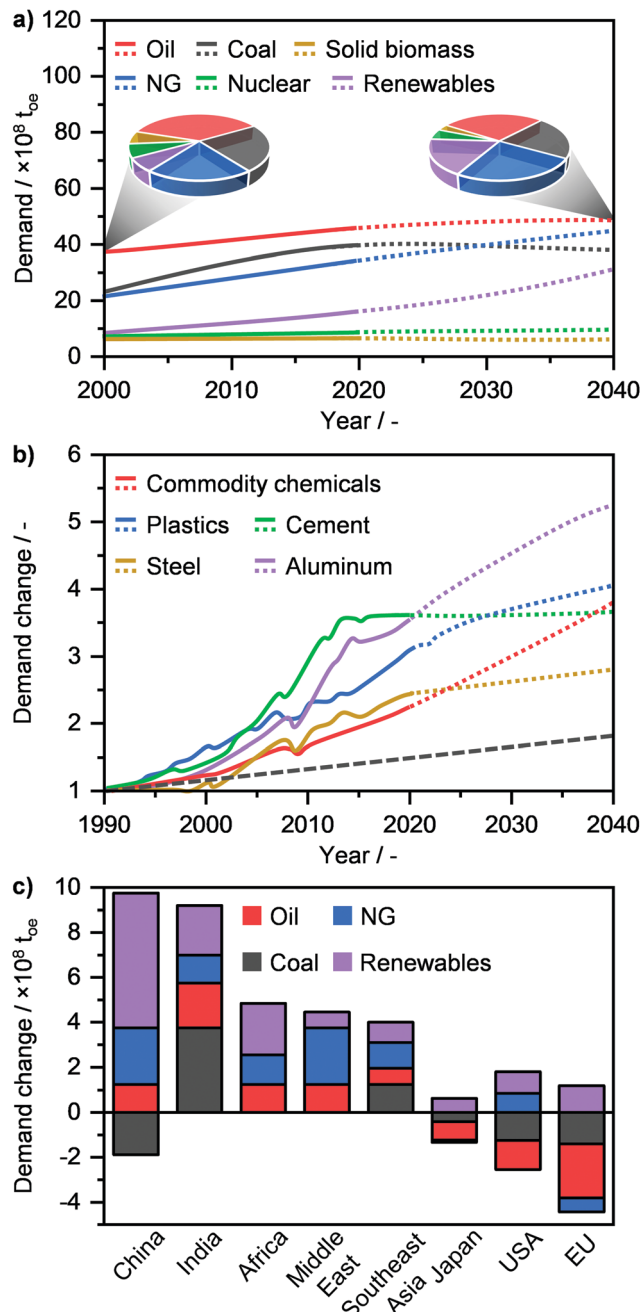 a)
120
100
80
60
40
20
0
Demand / ×10⁸ tₒₑ
Oil Coal Solid biomass
NG Nuclear Renewables
2000 2010 2020 2030 2040
Year / -
b)
6
5
4
3
2
1
Demand change / -
Commodity chemicals
Plastics Cement
Steel Aluminum
1990 2000 2010 2020 2030 2040
Year / -
c)
10
8
6
4
2
0
-2
-4
Demand change / ×10⁸ tₒₑ
Oil NG
Coal Renewables
China
India
Africa
Middle
East
Southeast
Asia
Japan
USA
EU